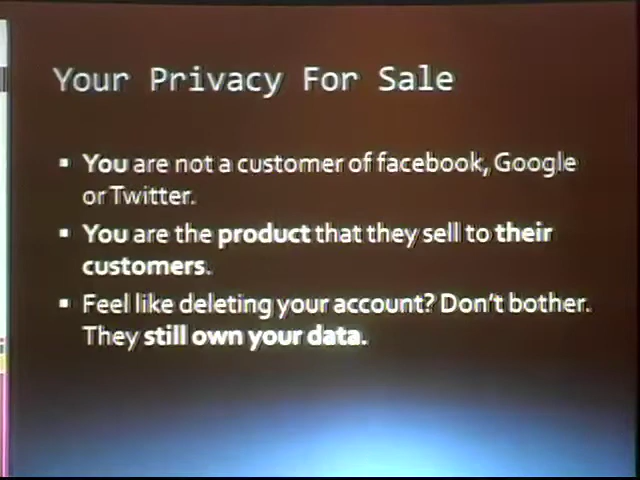 Your Privacy For Sale
▪ You are not a customer of facebook, Google
or Twitter.
▪ You are the product that they sell to their
customers.
▪ Feel like deleting your account? Don't bother.
They still own your data.